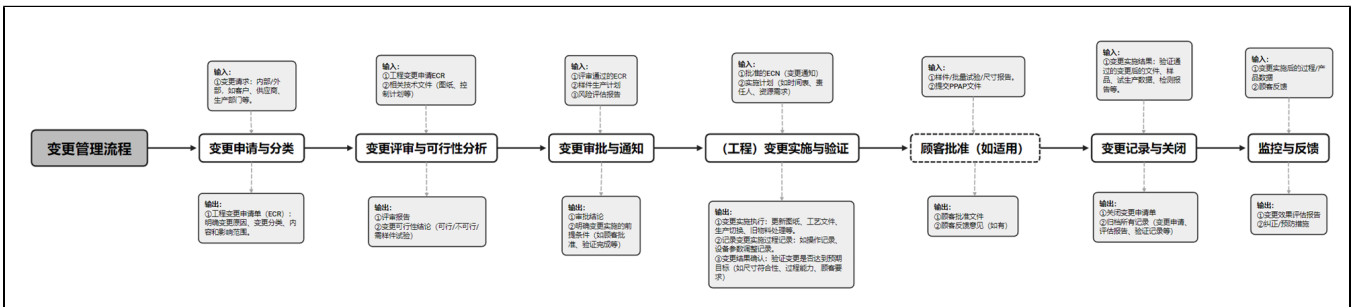 变更管理流程
输入：
①变更请求：内部/外
部，如客户、供应商、
生产部门等。
变更申请与分类
输出：
①工程变更申请单（ECR）：
明确变更原因、变更分类、内
容和影响范围。
输入：
①工程变更申请ECR
②相关技术文件（图纸、控
制计划等）
变更评审与可行性分析
输出：
①评审报告
②变更可行性结论（可行/不可行/
需样件试验）
输入：
①评审通过的ECR
②样件生产计划
③风险评估报告
变更审批与通知
输出：
①审批结论
②明确变更实施的前
提条件（如顾客批
准、验证完成等）
输入：
①批准的ECN（变更通知）
②实施计划（如时间表、责
任人、资源需求）
（工程）变更实施与验证
输出：
①变更实施执行：更新图纸、工艺文件、
生产切换、旧物料处理等。
②记录变更实施过程记录：如操作记录、
设备参数调整记录。
③变更结果确认：验证变更是否达到预期
目标（如尺寸符合性、过程能力、顾客要
求）
输入：
①样件/批量试验/尺寸报告。
②提交PPAP文件
顾客批准（如适用）
输出：
①顾客批准文件
②顾客反馈意见（如有）
输入：
①变更实施结果：验证通
过的变更后的文件、样
品、试生产数据、检测报
告等。
变更记录与关闭
输出：
①关闭变更申请单
②归档所有记录（变更申请、
评估报告、验证记录等）
输入：
①变更实施后的过程/产
品数据
②顾客反馈
监控与反馈
输出：
①变更效果评估报告
②纠正/预防措施